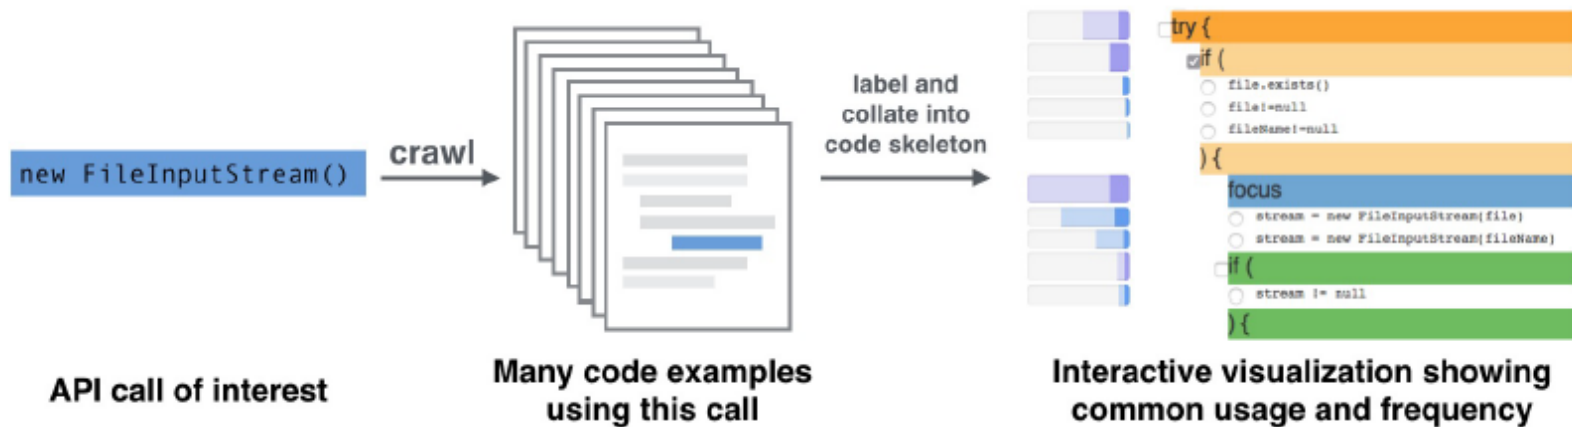 new FileInputStream()
API call of interest
crawl
Many code examples
using this call
label and
collate into
code skeleton
try {
if (
file.exists()
file!=null
fileName!=null
) {
focus
stream = new FileInputStream(file)
stream = new FileInputStream(fileName)
if (
stream != null
) {
Interactive visualization showing
common usage and frequency